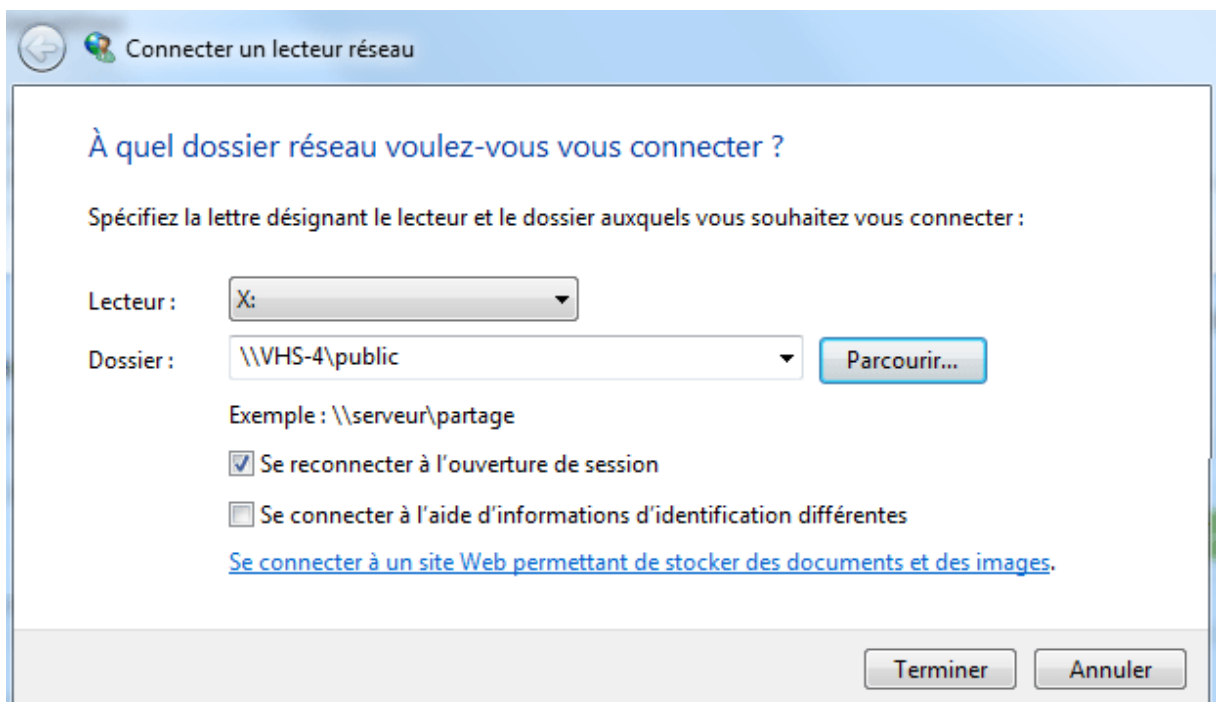 Connecter un lecteur réseau
À quel dossier réseau voulez-vous vous connecter ?
Spécifiez la lettre désignant le lecteur et le dossier auxquels vous souhaitez vous connecter :
Lecteur : X:
Dossier : \\VHS-4\public Parcourir...
Exemple : \\serveur\partage
Se reconnecter à l'ouverture de session
Se connecter à l'aide d'informations d'identification différentes
Se connecter à un site Web permettant de stocker des documents et des images.
Terminer Annuler